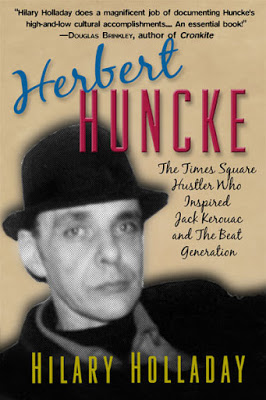 "Hilary Holladay does a magnificent job of documenting Huncke's
high-and-low cultural accomplishments.... An essential book!"
—DOUGLAS BRINKLEY, author of Cronkite
Herbert
HUNCKE
The Times Square
Hustler Who
Inspired
Jack Kerouac
and The Beat
Generation
HILARY HOLLADAY